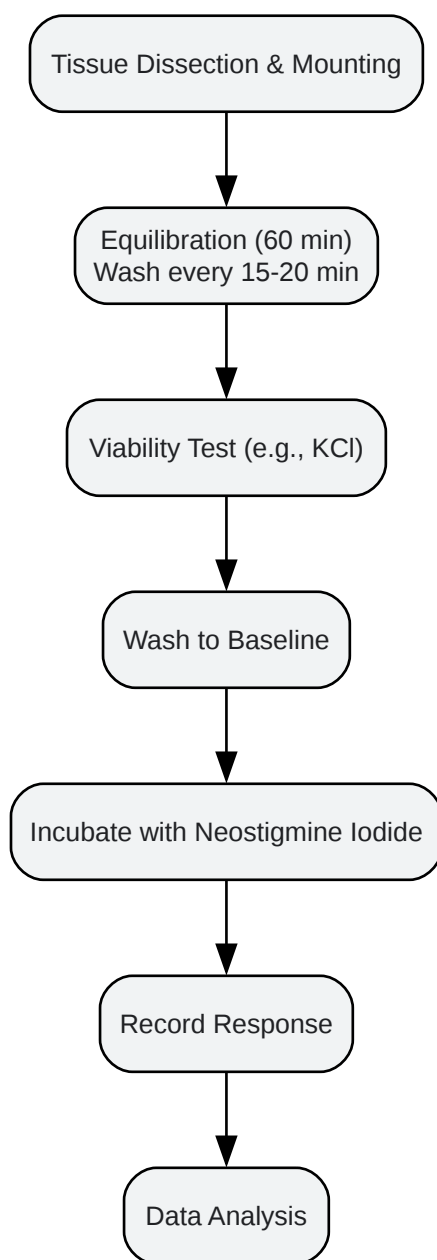 Tissue Dissection & Mounting
Equilibration (60 min)
Wash every 15-20 min
Viability Test (e.g., KCl)
Wash to Baseline
Incubate with Neostigmine Iodide
Record Response
Data Analysis